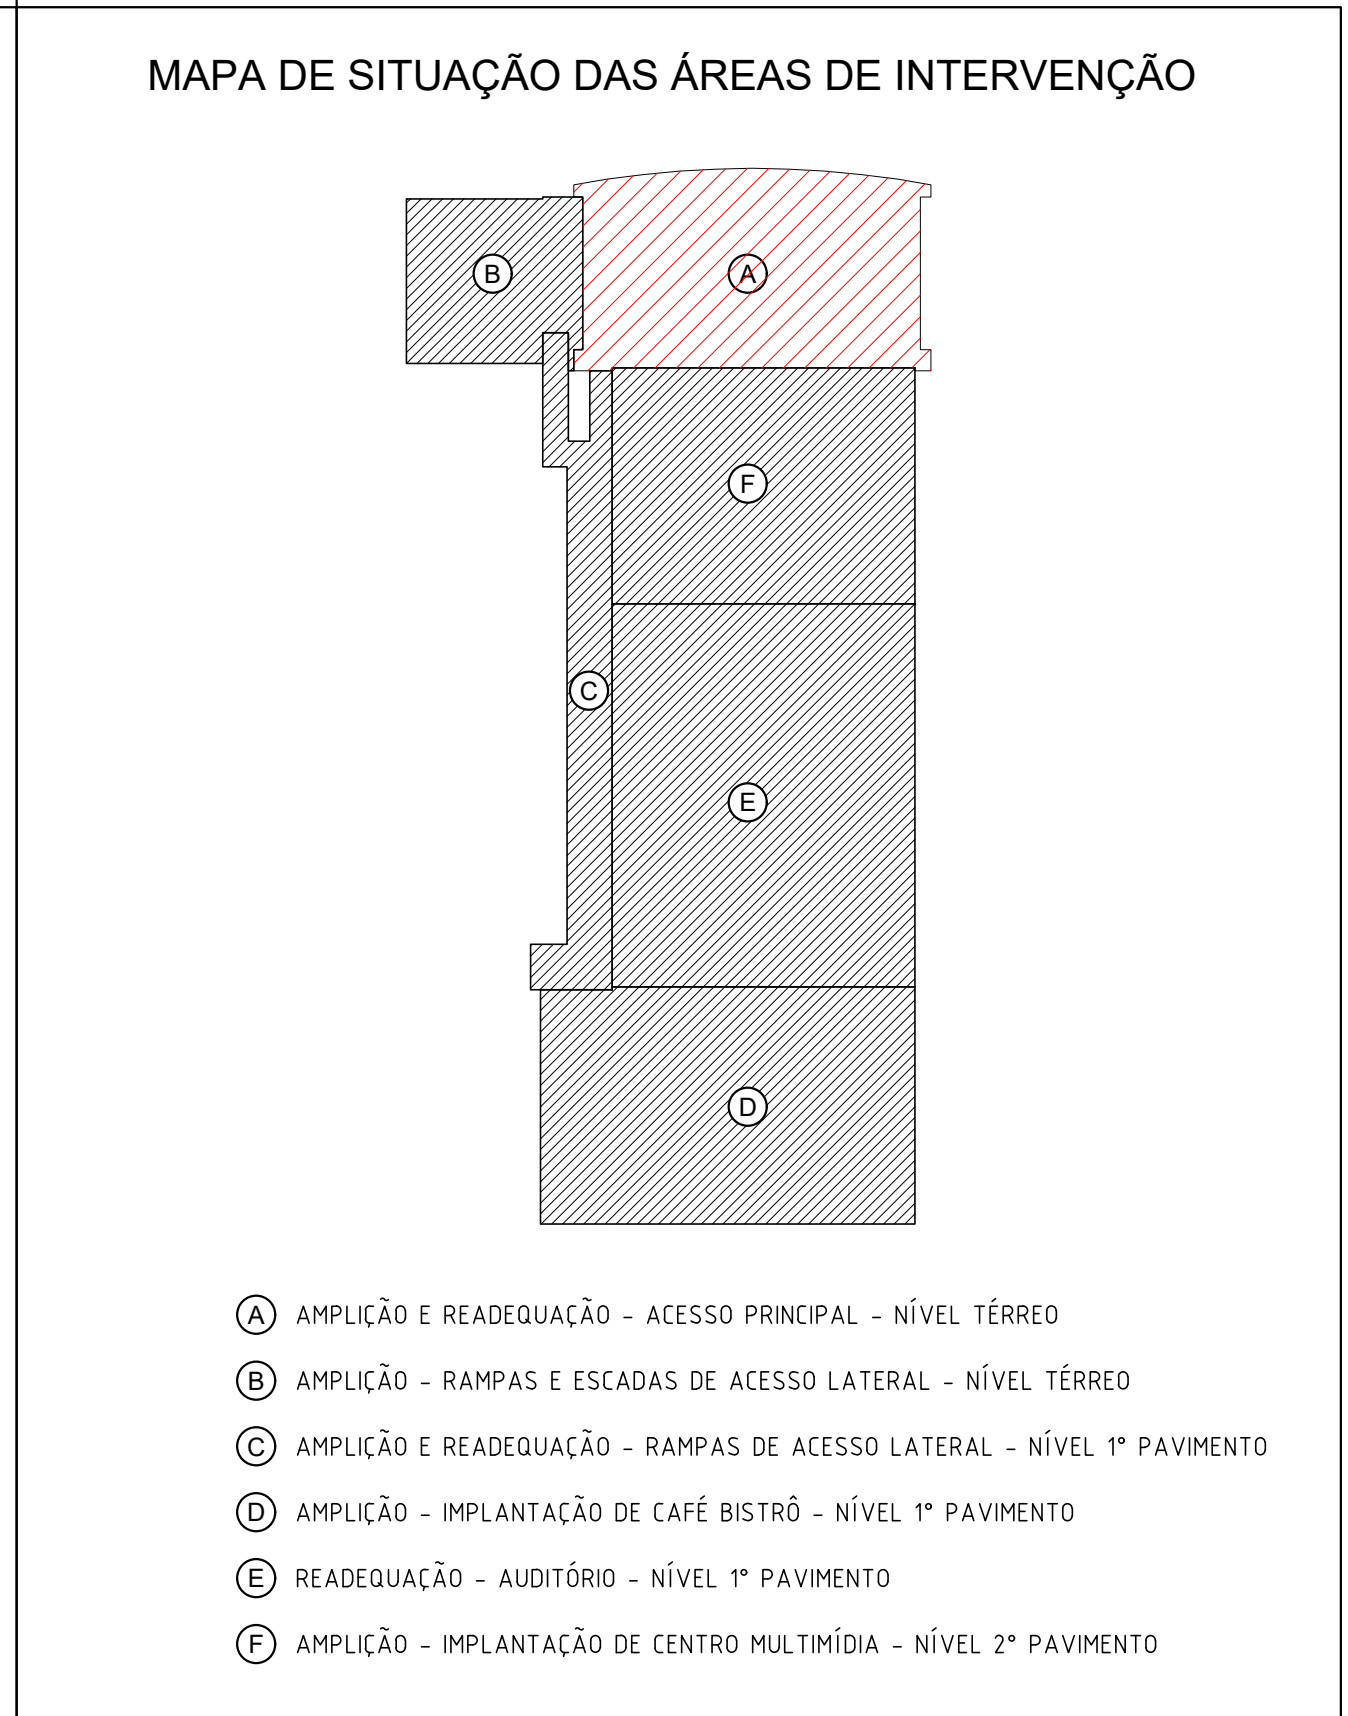 MAPA DE SITUAÇÃO DAS ÁREAS DE INTERVENÇÃO
B
A
F
C
E
D
A AMPLIÇÃO E READEQUAÇÃO - ACESSO PRINCIPAL - NÍVEL TÉRREO
B AMPLIÇÃO - RAMPAS E ESCADAS DE ACESSO LATERAL - NÍVEL TÉRREO
C AMPLIÇÃO E READEQUAÇÃO - RAMPAS DE ACESSO LATERAL - NÍVEL 1° PAVIMENTO
D AMPLIÇÃO - IMPLANTAÇÃO DE CAFÉ BISTRÔ - NÍVEL 1° PAVIMENTO
E READEQUAÇÃO - AUDITÓRIO - NÍVEL 1° PAVIMENTO
F AMPLIÇÃO - IMPLANTAÇÃO DE CENTRO MULTIMÍDIA - NÍVEL 2° PAVIMENTO